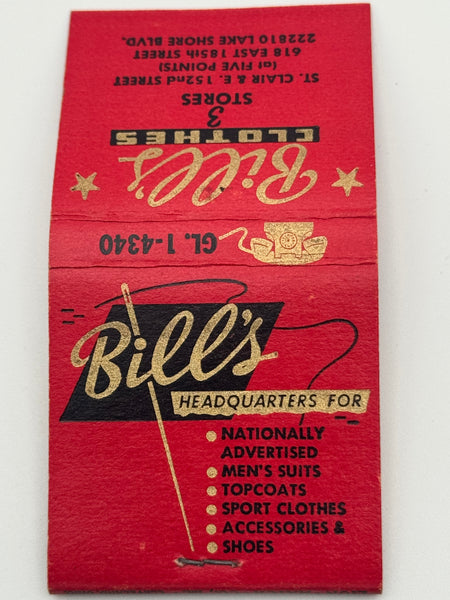 Bill's
CLOTHES
3
STORES
ST. CLAIR & E. 152nd STREET
618 EAST 185th STREET
(at FIVE POINTS)
222810 LAKE SHORE BLVD.
GL. 1-4340
Bill's
HEADQUARTERS FOR
NATIONALLY
ADVERTISED
MEN'S SUITS
TOPCOATS
SPORT CLOTHES
ACCESSORIES &
SHOES